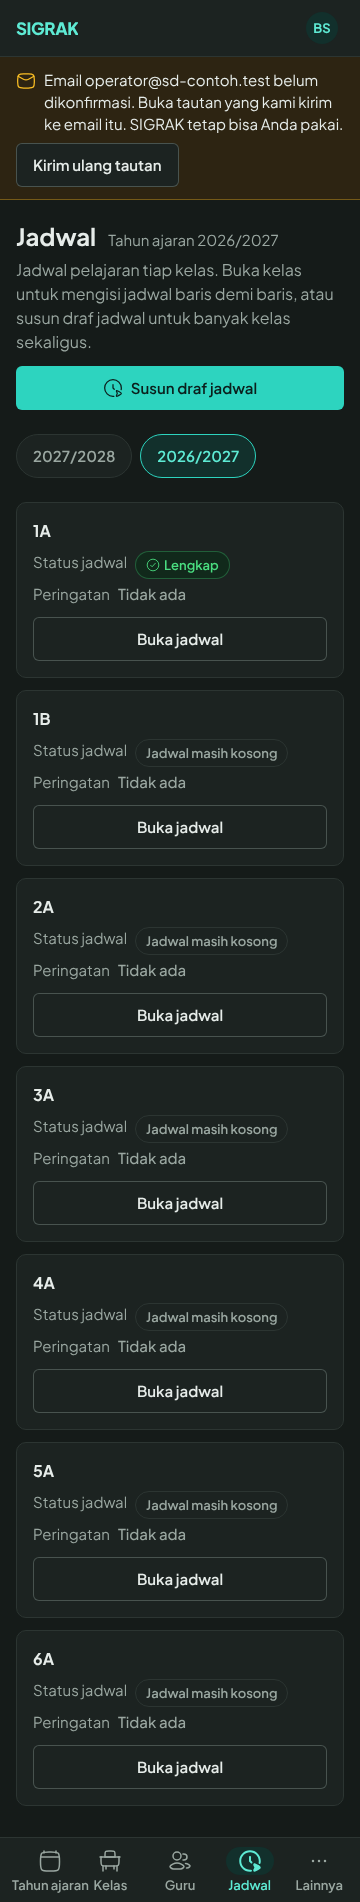 SIGRAK
BS
Email operator@sd-contoh.test belum
dikonfirmasi. Buka tautan yang kami kirim
ke email itu. SIGRAK tetap bisa Anda pakai.
Kirim ulang tautan
Jadwal Tahun ajaran 2026/2027
Jadwal pelajaran tiap kelas. Buka kelas
untuk mengisi jadwal baris demi baris, atau
susun draf jadwal untuk banyak kelas
sekaligus.
Susun draf jadwal
2027/2028 2026/2027
1A
Status jadwal Lengkap
Peringatan Tidak ada
Buka jadwal
1B
Status jadwal Jadwal masih kosong
Peringatan Tidak ada
Buka jadwal
2A
Status jadwal Jadwal masih kosong
Peringatan Tidak ada
Buka jadwal
3A
Status jadwal Jadwal masih kosong
Peringatan Tidak ada
Buka jadwal
4A
Status jadwal Jadwal masih kosong
Peringatan Tidak ada
Buka jadwal
5A
Status jadwal Jadwal masih kosong
Peringatan Tidak ada
Buka jadwal
6A
Status jadwal Jadwal masih kosong
Peringatan Tidak ada
Buka jadwal
Tahun ajaran Kelas Guru Jadwal Lainnya